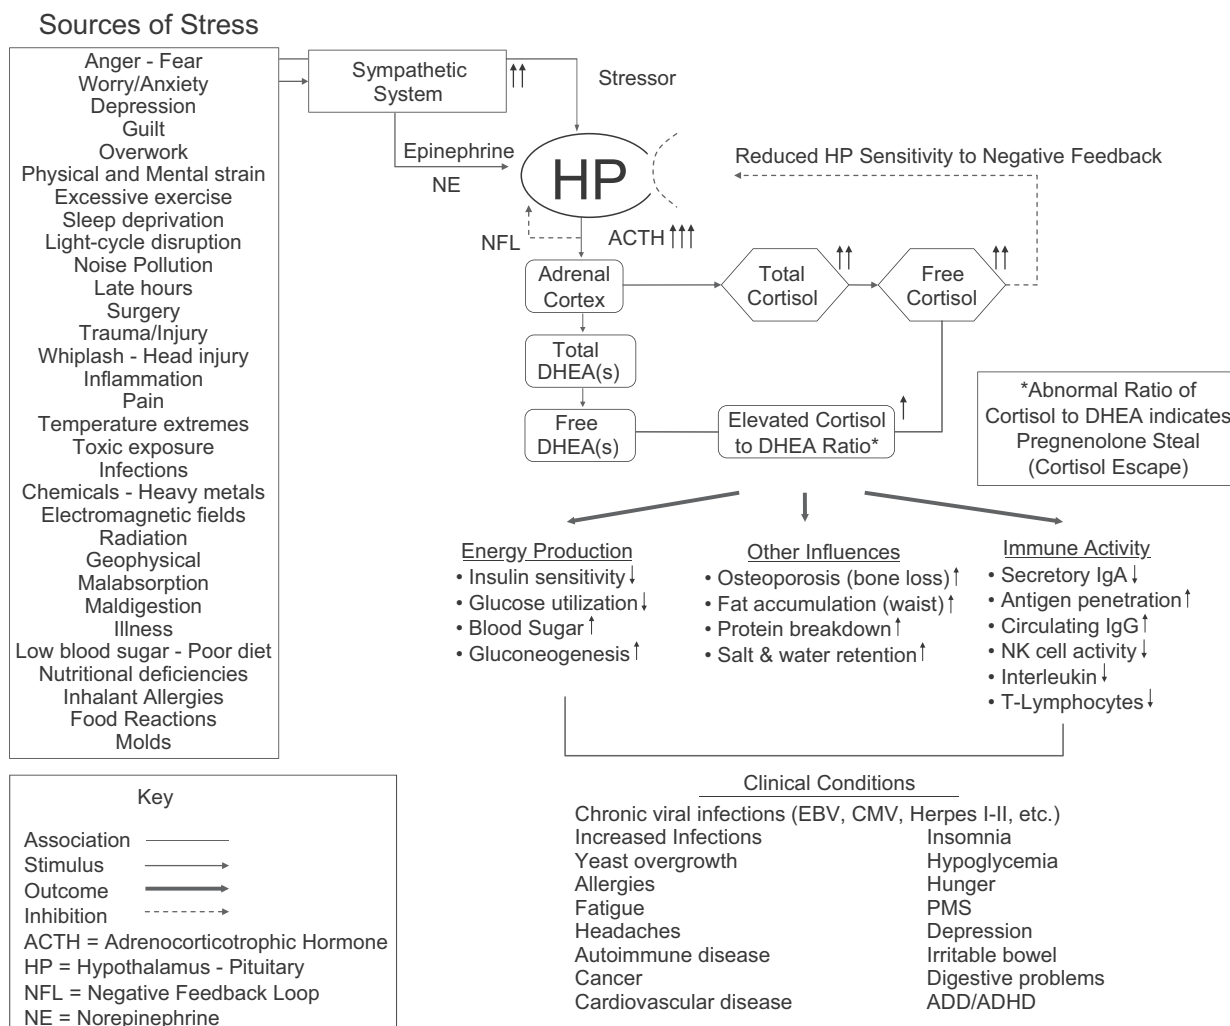 Sources of Stress
Anger - Fear
Worry/Anxiety
Depression
Guilt
Overwork
Physical and Mental strain
Excessive exercise
Sleep deprivation
Light-cycle disruption
Noise Pollution
Late hours
Surgery
Trauma/Injury
Whiplash - Head injury
Inflammation
Pain
Temperature extremes
Toxic exposure
Infections
Chemicals - Heavy metals
Electromagnetic fields
Radiation
Geophysical
Malabsorption
Maldigestion
Illness
Low blood sugar - Poor diet
Nutritional deficiencies
Inhalant Allergies
Food Reactions
Molds
Sympathetic
System
↑↑
Stressor
Epinephrine
NE
HP
Reduced HP Sensitivity to Negative Feedback
NFL
ACTH ↑↑↑
Adrenal
Cortex
Total
Cortisol
↑↑
Free
Cortisol
↑↑
Total
DHEA(s)
Free
DHEA(s)
Elevated Cortisol
to DHEA Ratio*
↑
*Abnormal Ratio of
Cortisol to DHEA indicates
Pregnenolone Steal
(Cortisol Escape)
Energy Production
• Insulin sensitivity ↓
• Glucose utilization ↓
• Blood Sugar ↑
• Gluconeogenesis ↑
Other Influences
• Osteoporosis (bone loss) ↑
• Fat accumulation (waist) ↑
• Protein breakdown ↑
• Salt & water retention ↑
Immune Activity
• Secretory IgA ↓
• Antigen penetration ↑
• Circulating IgG ↑
• NK cell activity ↓
• Interleukin ↓
• T-Lymphocytes ↓
Clinical Conditions
Chronic viral infections (EBV, CMV, Herpes I-II, etc.)
Increased Infections
Yeast overgrowth
Allergies
Fatigue
Headaches
Autoimmune disease
Cancer
Cardiovascular disease
Insomnia
Hypoglycemia
Hunger
PMS
Depression
Irritable bowel
Digestive problems
ADD/ADHD
Key
Association
Stimulus
Outcome
Inhibition
ACTH = Adrenocorticotrophic Hormone
HP = Hypothalamus - Pituitary
NFL = Negative Feedback Loop
NE = Norepinephrine